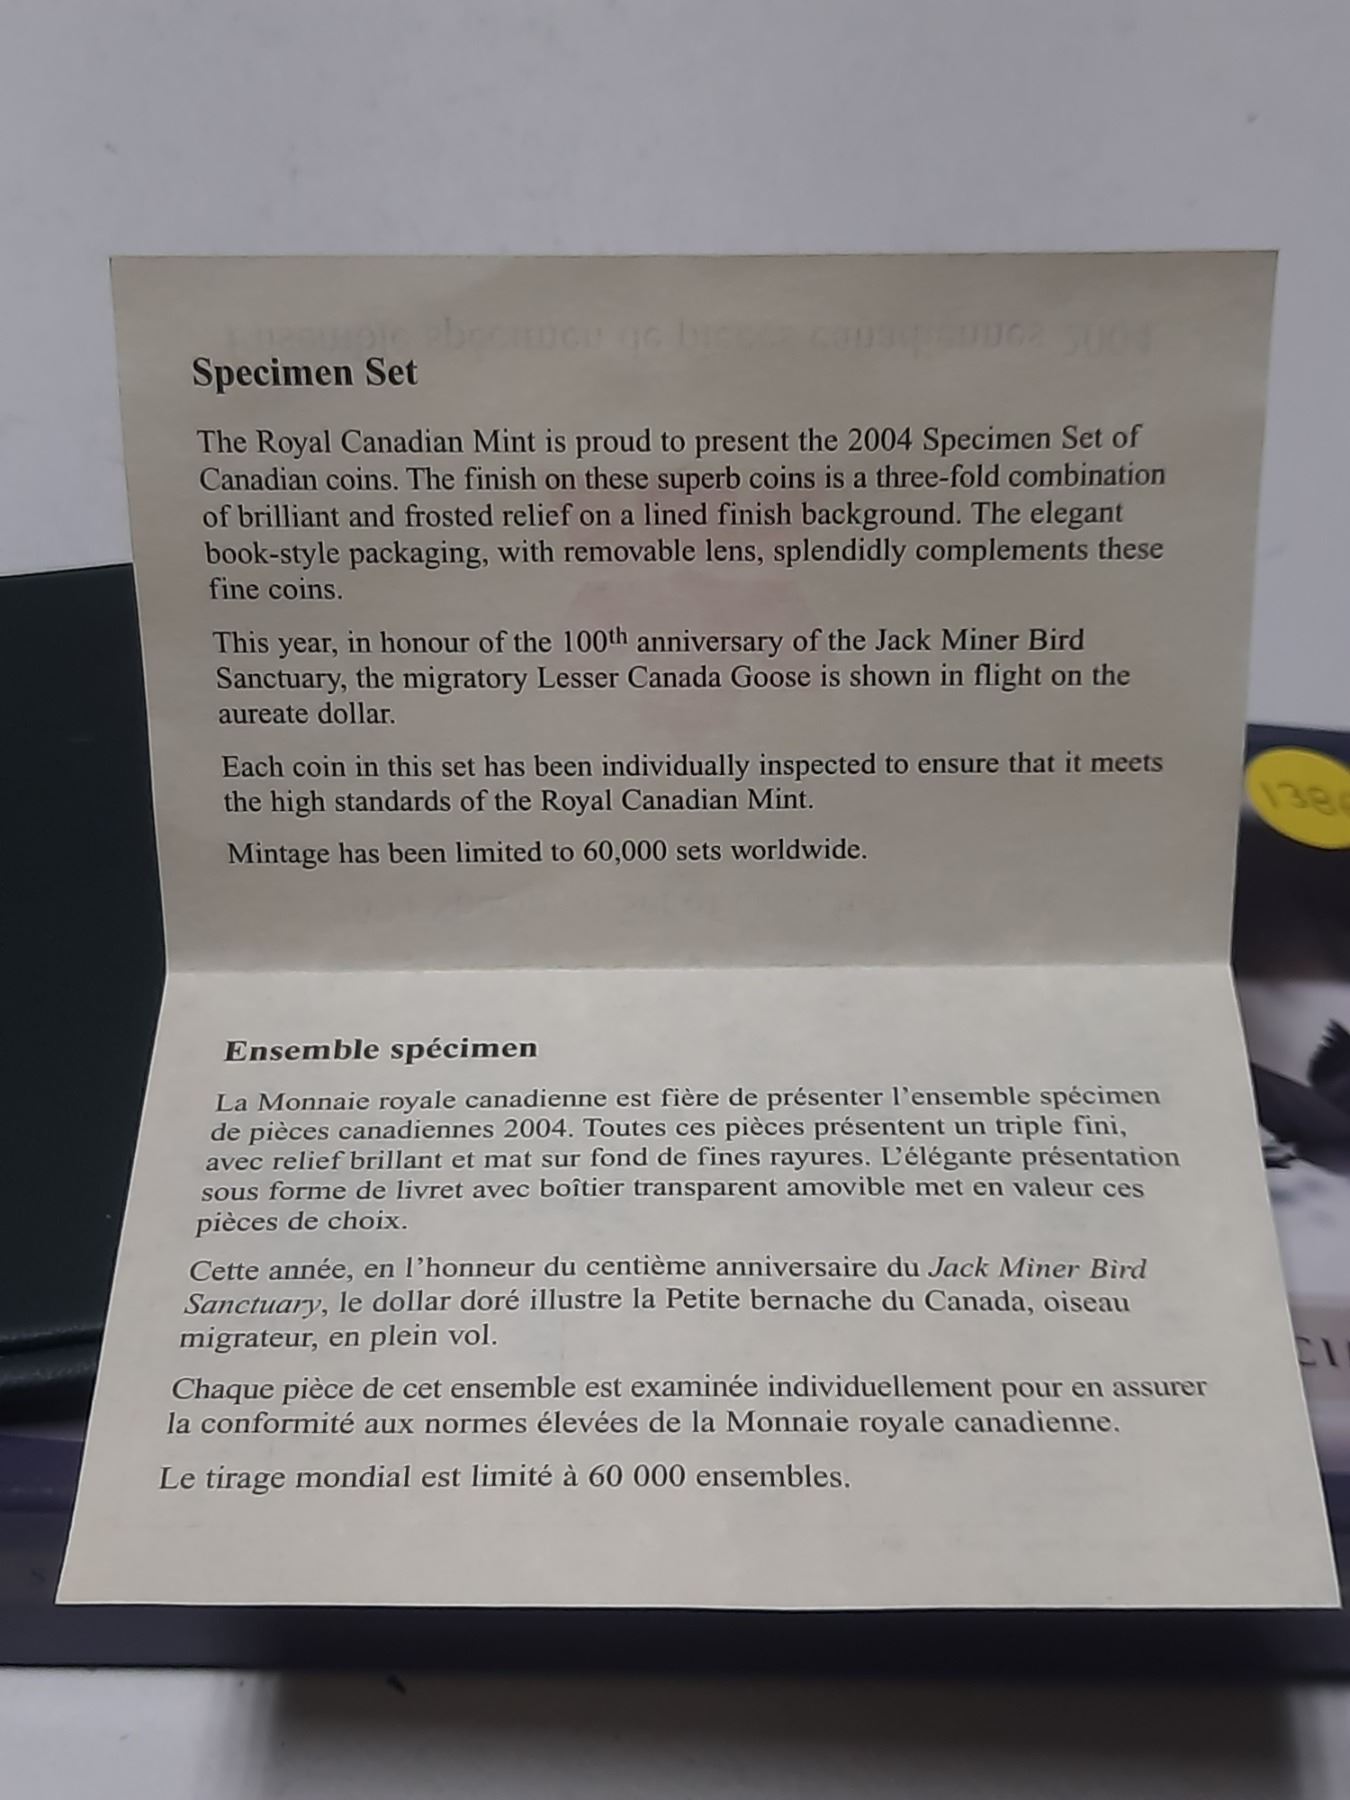 Specimen Set
The Royal Canadian Mint is proud to present the 2004 Specimen Set of
Canadian coins. The finish on these superb coins is a three-fold combination
of brilliant and frosted relief on a lined finish background. The elegant
book-style packaging, with removable lens, splendidly complements these
fine coins.
This year, in honour of the 100th anniversary of the Jack Miner Bird
Sanctuary, the migratory Lesser Canada Goose is shown in flight on the
aureate dollar.
Each coin in this set has been individually inspected to ensure that it meets
the high standards of the Royal Canadian Mint.
Mintage has been limited to 60,000 sets worldwide.
Ensemble spécimen
La Monnaie royale canadienne est fière de présenter l'ensemble spécimen
de pièces canadiennes 2004. Toutes ces pièces présentent un triple fini,
avec relief brillant et mat sur fond de fines rayures. L'élégante présentation
sous forme de livret avec boîtier transparent amovible met en valeur ces
pièces de choix.
Cette année, en l'honneur du centième anniversaire du Jack Miner Bird
Sanctuary, le dollar doré illustre la Petite bernache du Canada, oiseau
migrateur, en plein vol.
Chaque pièce de cet ensemble est examinée individuellement pour en assurer
la conformité aux normes élevées de la Monnaie royale canadienne.
Le tirage mondial est limité à 60 000 ensembles.